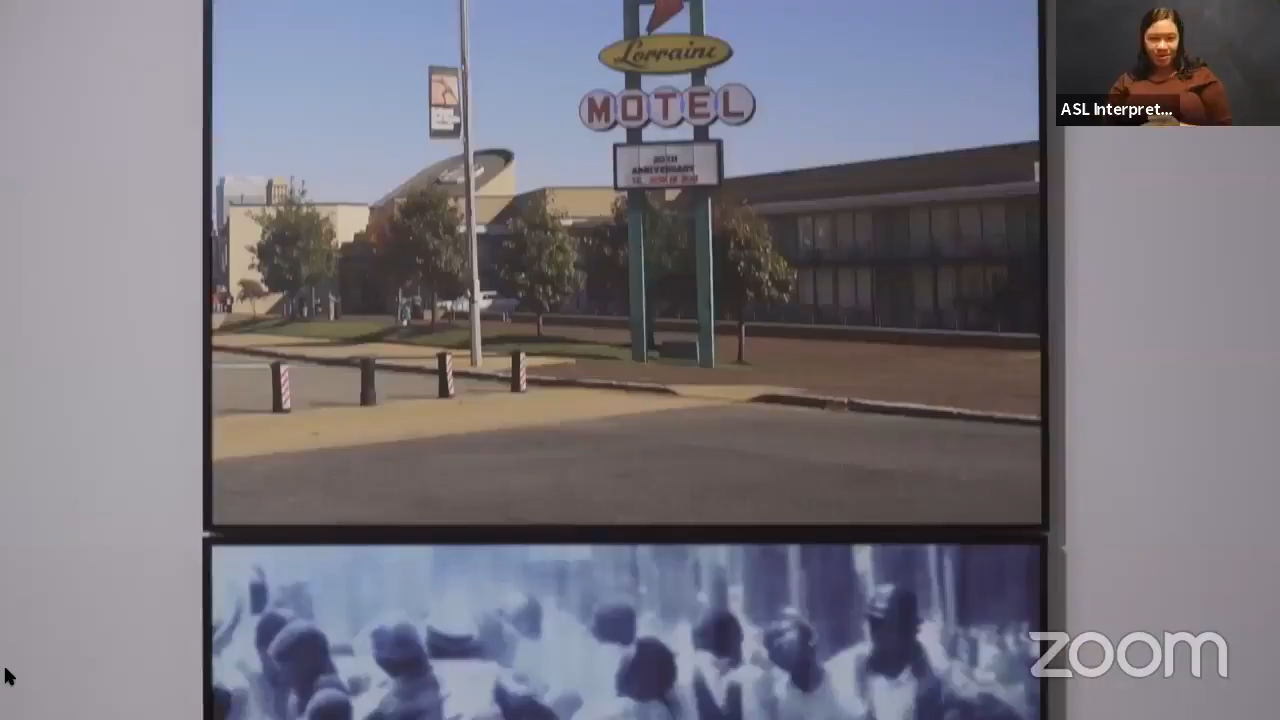 Lorraine
MOTEL
20TH
ANNIVERSARY
ASL Interpret...
zoom